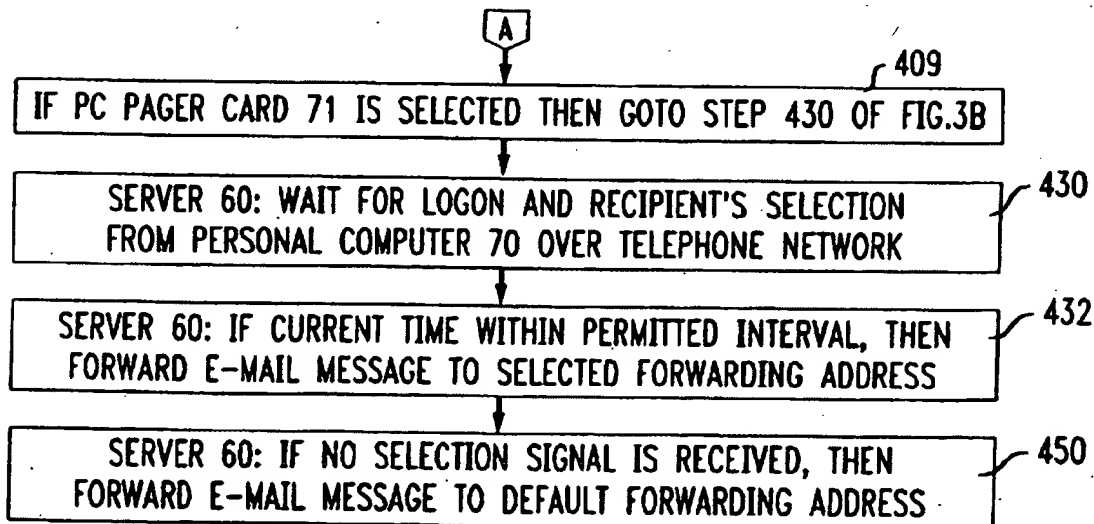 A
409
IF PC PAGER CARD 71 IS SELECTED THEN GOTO STEP 430 OF FIG.3B
430
SERVER 60: WAIT FOR LOGON AND RECIPIENT'S SELECTION
FROM PERSONAL COMPUTER 70 OVER TELEPHONE NETWORK
432
SERVER 60: IF CURRENT TIME WITHIN PERMITTED INTERVAL, THEN
FORWARD E-MAIL MESSAGE TO SELECTED FORWARDING ADDRESS
450
SERVER 60: IF NO SELECTION SIGNAL IS RECEIVED, THEN
FORWARD E-MAIL MESSAGE TO DEFAULT FORWARDING ADDRESS